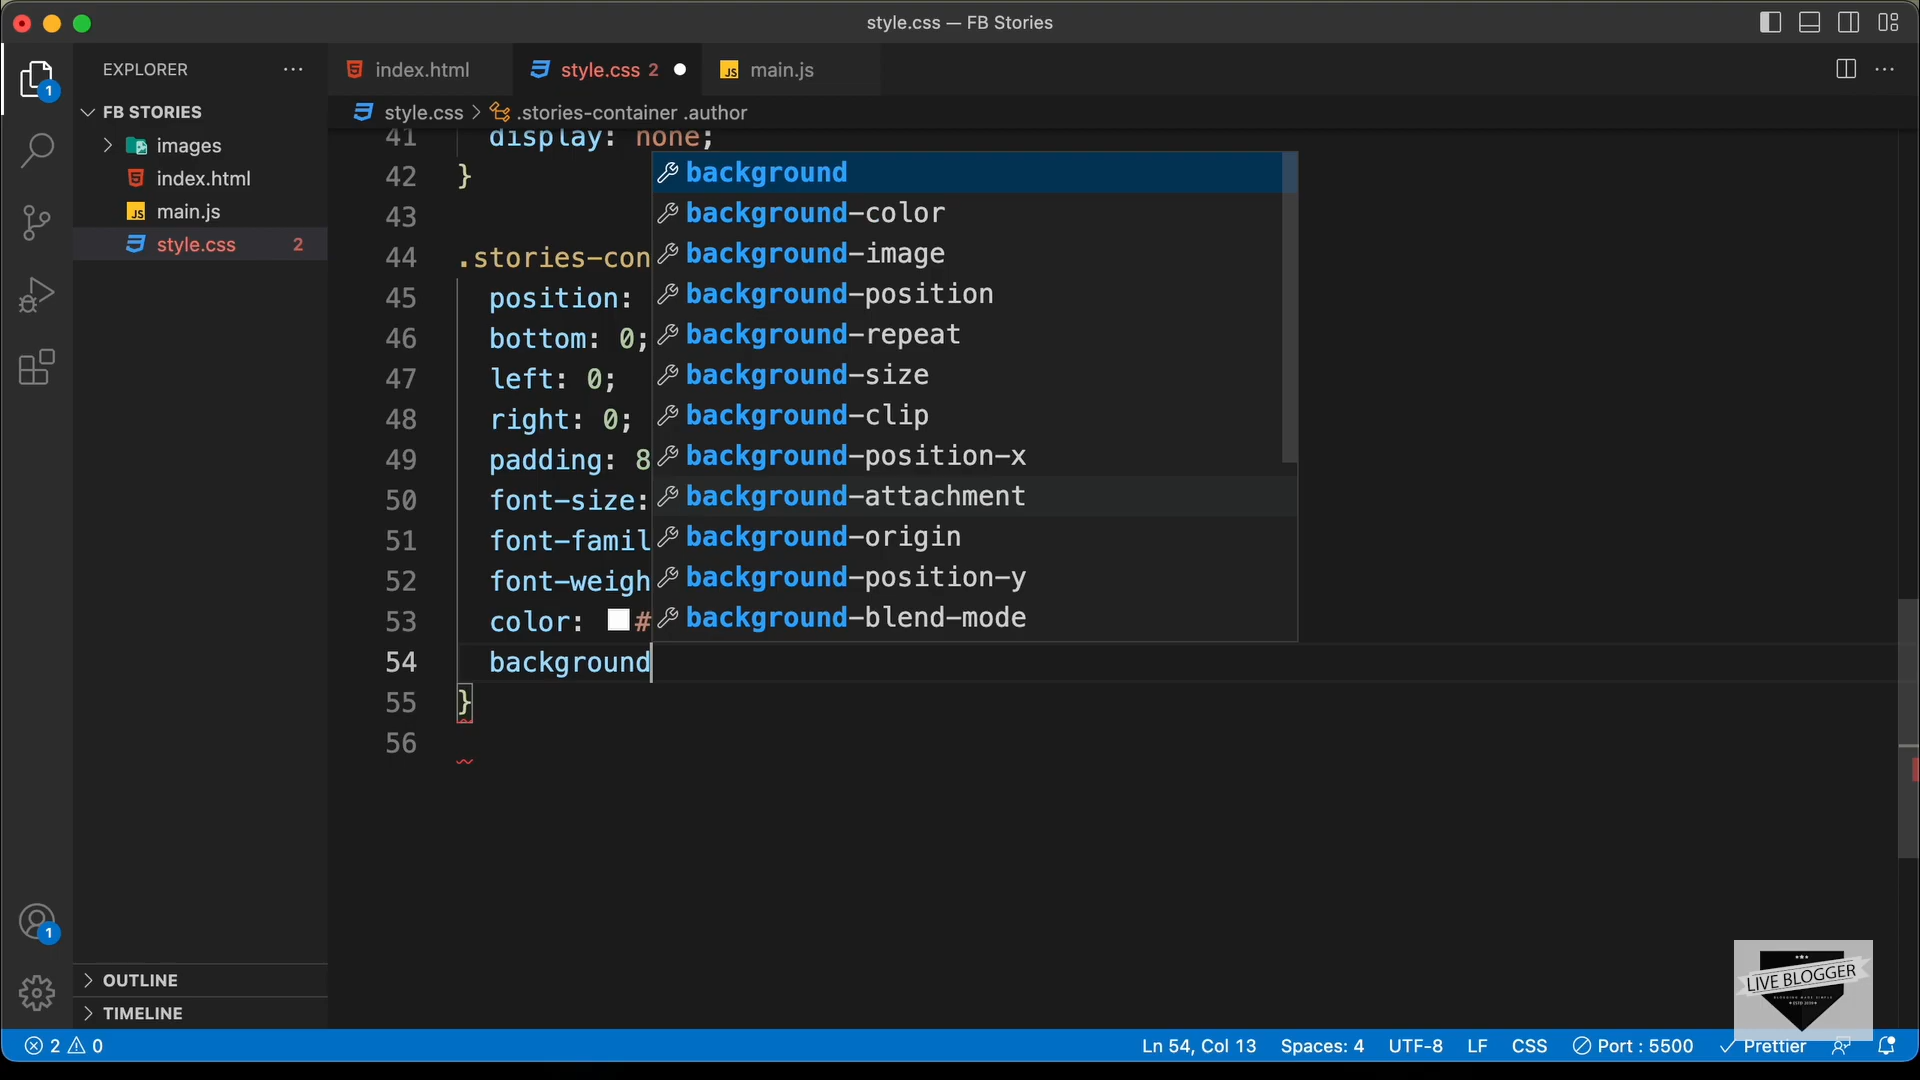 style.css — FB Stories
EXPLORER
index.html
style.css 2
main.js
FB STORIES
style.css > .stories-container .author
images
index.html
main.js
style.css 2
1
41 display: none;
42 }
43
44 .stories-con
45 position:
46 bottom: 0;
47 left: 0;
48 right: 0;
49 padding: 8
50 font-size:
51 font-famil
52 font-weigh
53 color: #
54 background
55 }
56
background
background-color
background-image
background-position
background-repeat
background-size
background-clip
background-position-x
background-attachment
background-origin
background-position-y
background-blend-mode
1
OUTLINE
TIMELINE
LIVE BLOGGER
2 0
Ln 54, Col 13
Spaces: 4
UTF-8
LF
CSS
Port : 5500
Prettier